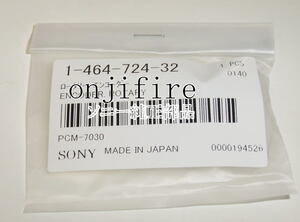 1-464-724-32
1 PCS
0140
onjifire
ENCODER, ROTARY
PCM-7030
SONY MADE IN JAPAN 0000194526